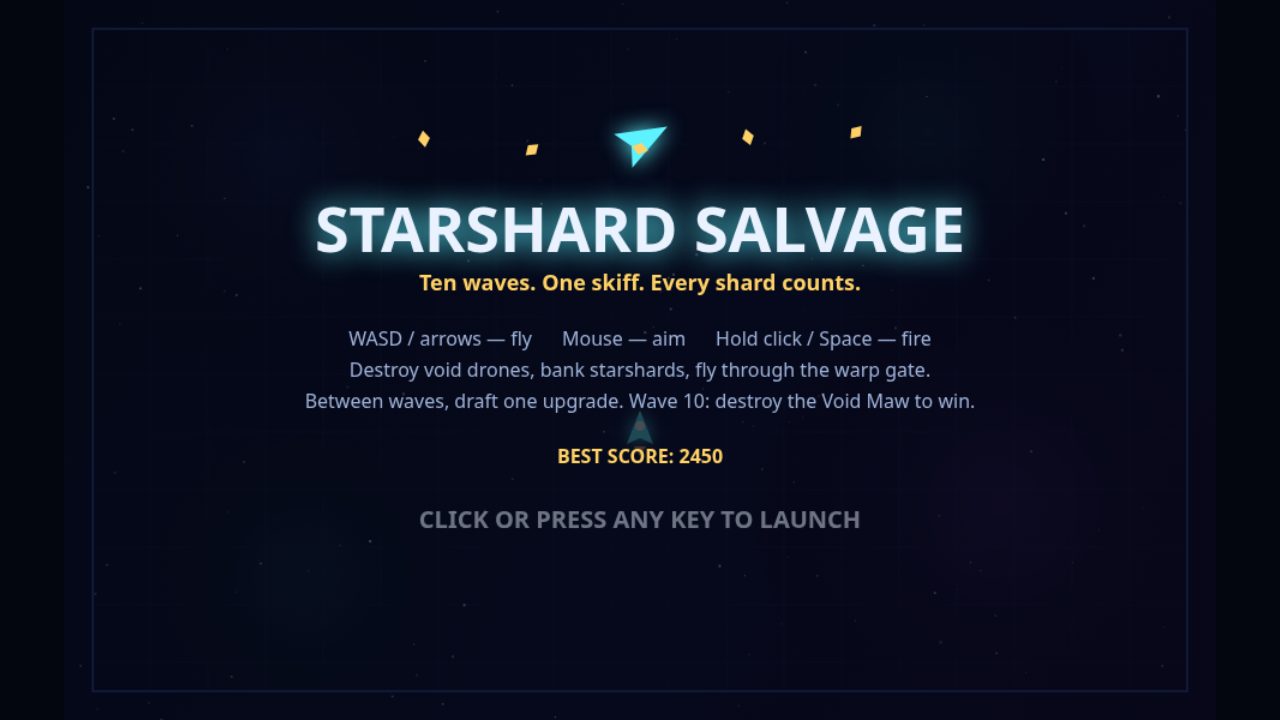 STARSHARD SALVAGE
Ten waves. One skiff. Every shard counts.
WASD / arrows — fly Mouse — aim Hold click / Space — fire
Destroy void drones, bank starshards, fly through the warp gate.
Between waves, draft one upgrade. Wave 10: destroy the Void Maw to win.
BEST SCORE: 2450
CLICK OR PRESS ANY KEY TO LAUNCH